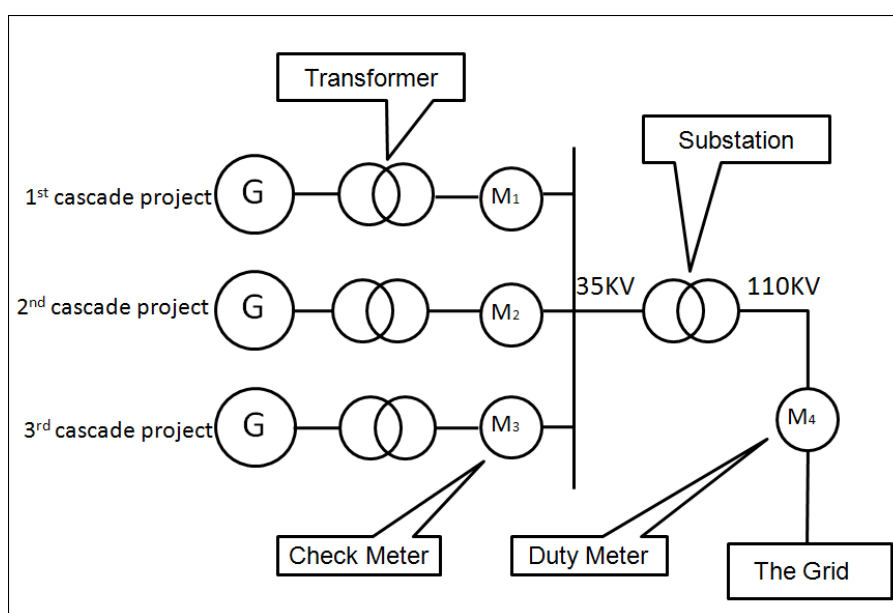 Transformer
Substation
1st cascade project
G
M1
35KV
110KV
2nd cascade project
G
M2
3rd cascade project
G
M3
M4
Check Meter
Duty Meter
The Grid